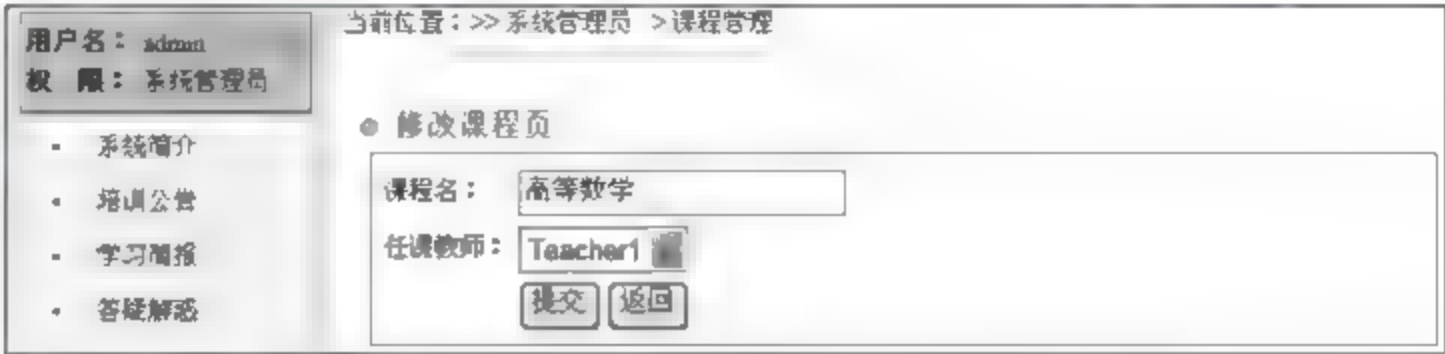 用户名： admin
权 限： 系统管理员
系统简介
培训公告
学习简报
答疑解惑
当前位置：>> 系统管理员 >课程管理
修改课程页
课程名： 高等数学
任课教师： Teacher1
提交 返回